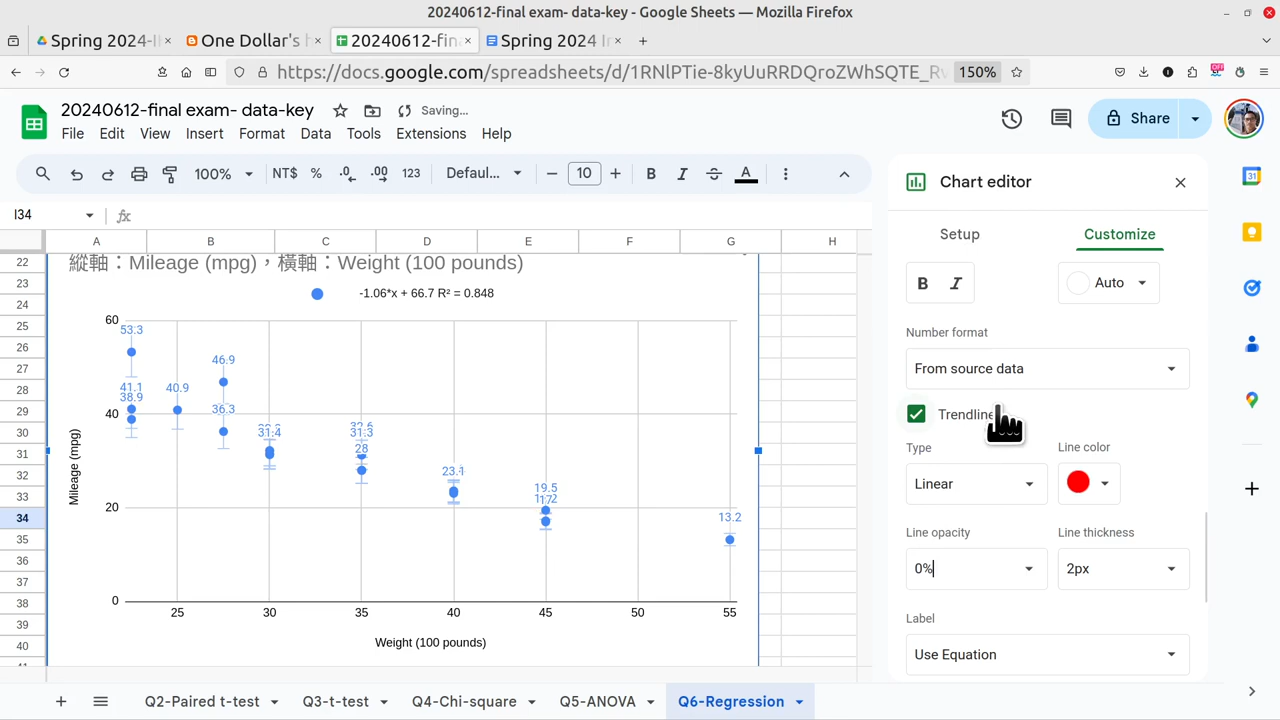 20240612-final exam- data-key - Google Sheets — Mozilla Firefox
Spring 2024-I
One Dollar's
20240612-fin
Spring 2024 I
https://docs.google.com/spreadsheets/d/1RNlPTie-8kyUuRRDQroZWhSQTE_Rv
150%
OFF
20240612-final exam- data-key
Saving...
Share
File Edit View Insert Format Data Tools Extensions Help
100% NT$ % .0 .00 123 Defaul... 10 B I S A
Chart editor
I34 fx
Setup Customize
A B C D E F G H
22
23
24
25
26
27
28
29
30
31
32
33
34
35
36
37
38
39
40
縱軸：Mileage (mpg)，橫軸：Weight (100 pounds)
-1.06*x + 66.7 R² = 0.848
60
40
20
0
53.3
41.1
38.9
40.9
46.9
36.3
31.4
31.3
28
23.1
19.5
13.2
Mileage (mpg)
25 30 35 40 45 50 55
Weight (100 pounds)
B I Auto
Number format
From source data
Trendline
Type
Line color
Linear
Line opacity
Line thickness
0%
2px
Label
Use Equation
31
Q2-Paired t-test Q3-t-test Q4-Chi-square Q5-ANOVA Q6-Regression